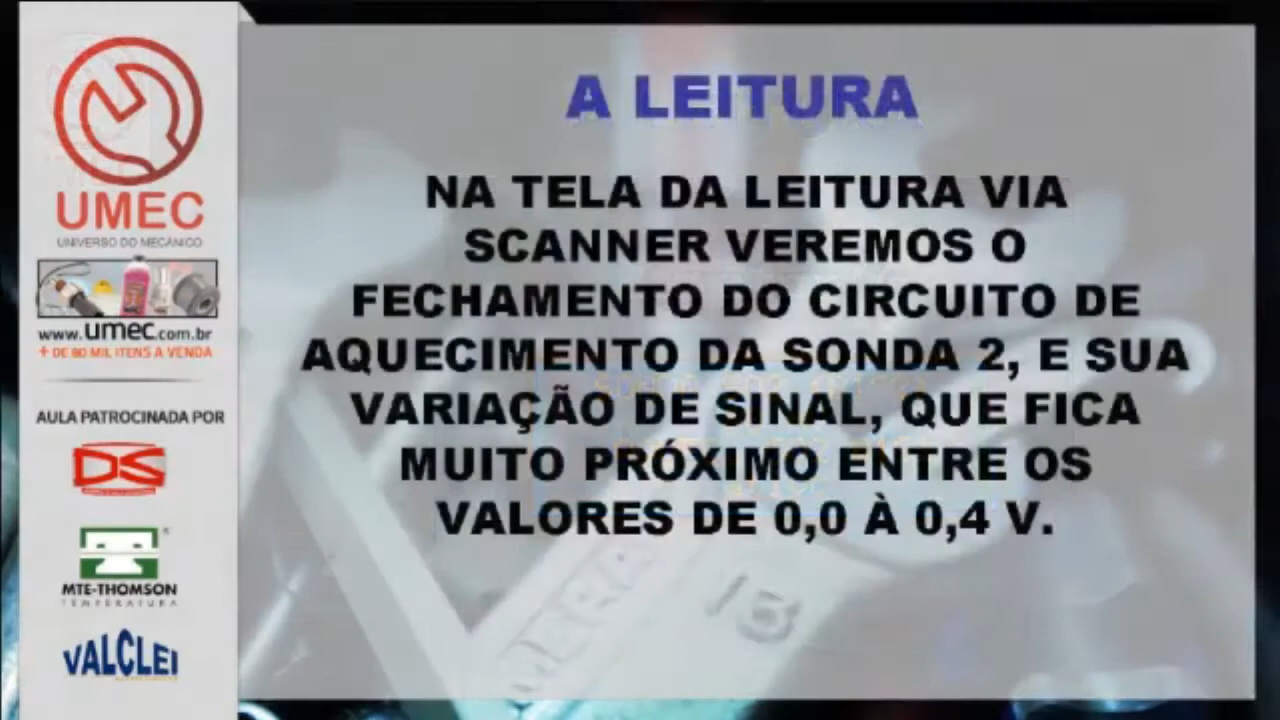 UMEC
UNIVERSO DO MECÂNICO
www.umec.com.br
+ DE 80 MIL ITENS A VENDA
AULA PATROCINADA POR
DS
MTE-THOMSON
TEMPERATURA
VALCLEI
A LEITURA
NA TELA DA LEITURA VIA
SCANNER VEREMOS O
FECHAMENTO DO CIRCUITO DE
AQUECIMENTO DA SONDA 2, E SUA
VARIAÇÃO DE SINAL, QUE FICA
MUITO PRÓXIMO ENTRE OS
VALORES DE 0,0 À 0,4 V.
18